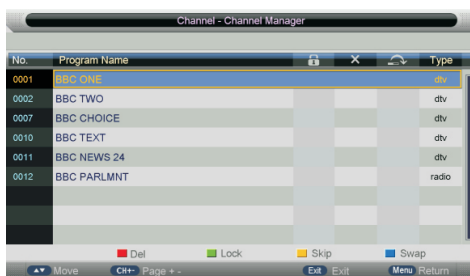 Channel - Channel Manager
No. Program Name Type
0001 BBC ONE dtv
0002 BBC TWO dtv
0007 BBC CHOICE dtv
0010 BBC TEXT dtv
0011 BBC NEWS 24 dtv
0012 BBC PARLMNT radio
Del Lock Skip Swap
▲▼ Move CH+- Page + - Exit Exit Menu Return